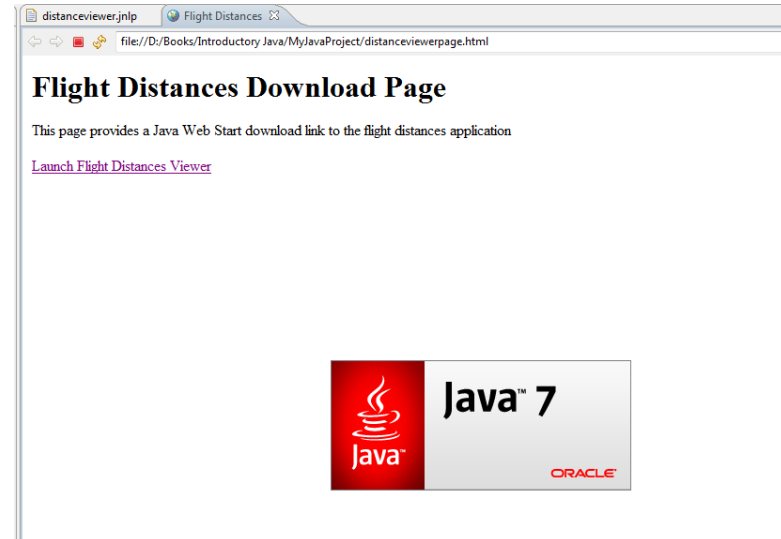 distanceviewer.jnlp Flight Distances
file://D:/Books/Introductory Java/MyJavaProject/distanceviewerpage.html
Flight Distances Download Page
This page provides a Java Web Start download link to the flight distances application
Launch Flight Distances Viewer
Java™ 7
Java™
ORACLE